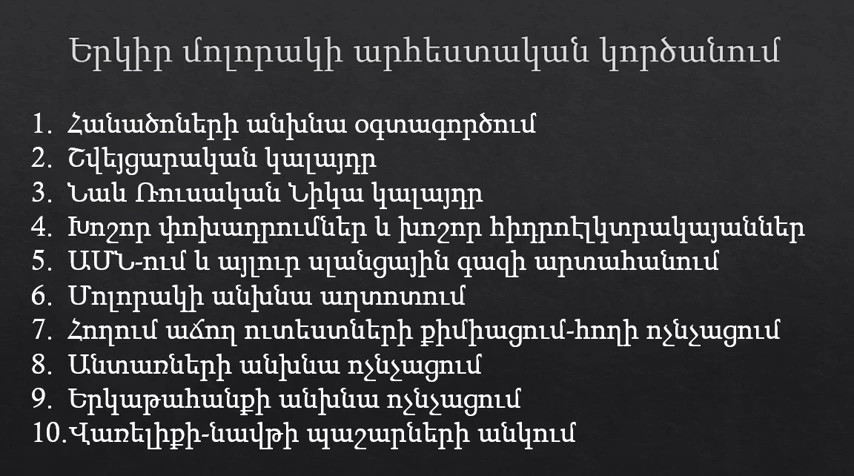 Երկիր մոլորակի արհեստական կործանում
1. Հանածոների անխնա օգտագործում
2. Շվեյցարական կալայդր
3. Նաև Ռուսական Նիկա կալայդր
4. Խոշոր փոխադրումներ և խոշոր հիդրոէլկտրակայաններ
5. ԱՄՆ-ում և այլուր սլանցային գազի արտահանում
6. Մոլորակի անխնա աղտոտում
7. Հողում աճող ուտեստների քիմիացում-հողի ոչնչացում
8. Անտառների անխնա ոչնչացում
9. Երկաթահանքի անխնա ոչնչացում
10.Վառելիքի-նավթի պաշարների անկում